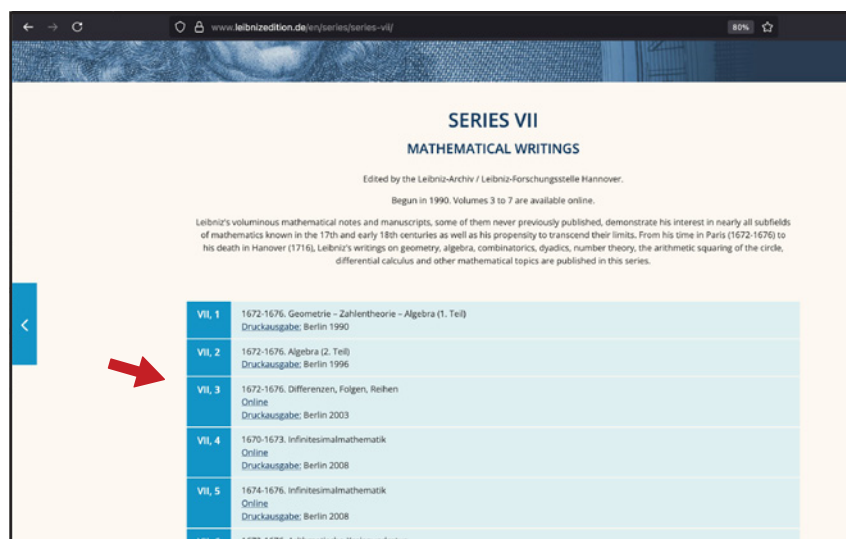 www.leibnizedition.de/en/series/series-vii/
80%
SERIES VII
MATHEMATICAL WRITINGS
Edited by the Leibniz-Archiv / Leibniz-Forschungsstelle Hannover.
Begun in 1990. Volumes 3 to 7 are available online.
Leibniz's voluminous mathematical notes and manuscripts, some of them never previously published, demonstrate his interest in nearly all subfields
of mathematics known in the 17th and early 18th centuries as well as his propensity to transcend their limits. From his time in Paris (1672-1676) to
his death in Hanover (1716), Leibniz's writings on geometry, algebra, combinatorics, dyadics, number theory, the arithmetic squaring of the circle,
differential calculus and other mathematical topics are published in this series.
VII, 1 1672-1676. Geometrie – Zahlentheorie – Algebra (1. Teil)
Druckausgabe: Berlin 1990
VII, 2 1672-1676. Algebra (2. Teil)
Druckausgabe: Berlin 1996
VII, 3 1672-1676. Differenzen, Folgen, Reihen
Online
Druckausgabe: Berlin 2003
VII, 4 1670-1673. Infinitesimalmathematik
Online
Druckausgabe: Berlin 2008
VII, 5 1674-1676. Infinitesimalmathematik
Online
Druckausgabe: Berlin 2008